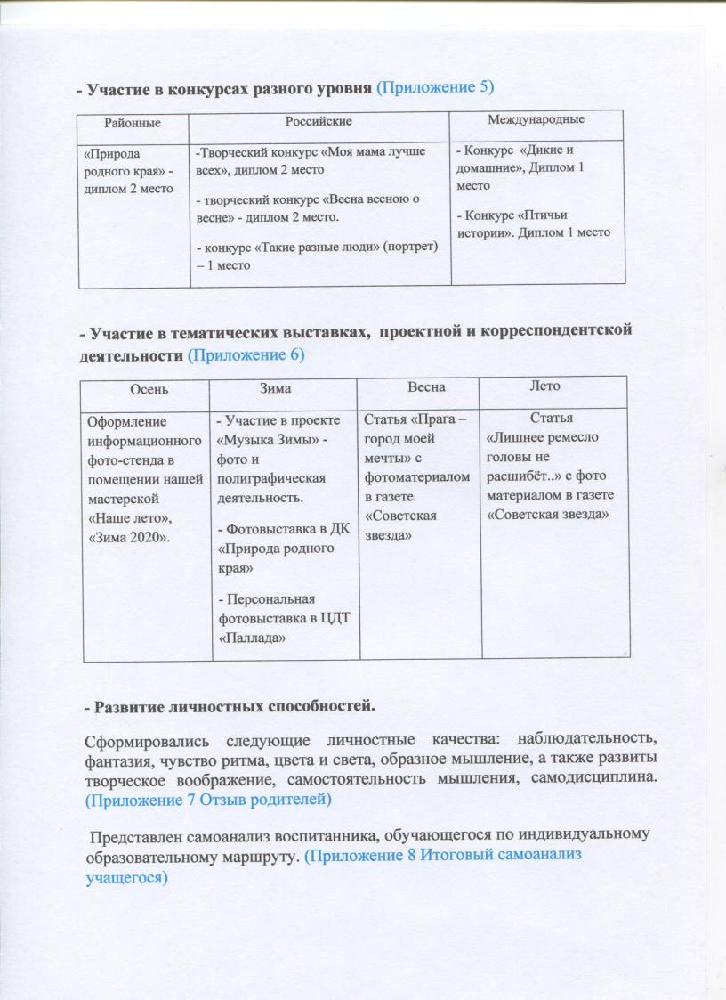 - Участие в конкурсах разного уровня (Приложение 5)
Районные
Российские
Международные
«Природа
родного края» -
диплом 2 место
-Творческий конкурс «Моя мама лучше
всех», диплом 2 место
- творческий конкурс «Весна весною о
весне» - диплом 2 место.
- конкурс «Такие разные люди» (портрет)
– 1 место
- Конкурс «Дикие и
домашние», Диплом 1
место
- Конкурс «Птичьи
истории». Диплом 1 место
- Участие в тематических выставках, проектной и корреспондентской
деятельности (Приложение 6)
Осень
Зима
Весна
Лето
Оформление
информационного
фото-стенда в
помещении нашей
мастерской
«Наше лето»,
«Зима 2020».
- Участие в проекте
«Музыка Зимы» -
фото и
полиграфическая
деятельность.
- Фотовыставка в ДК
«Природа родного
края»
- Персональная
фотовыставка в ЦДТ
«Паллада»
Статья «Прага –
город моей
мечты» с
фотоматериалом
в газете
«Советская
звезда»
Статья
«Лишнее ремесло
головы не
расшибёт..» с фото
материалом в газете
«Советская звезда»
- Развитие личностных способностей.
Сформировались следующие личностные качества: наблюдательность,
фантазия, чувство ритма, цвета и света, образное мышление, а также развиты
творческое воображение, самостоятельность мышления, самодисциплина.
(Приложение 7 Отзыв родителей)
Представлен самоанализ воспитанника, обучающегося по индивидуальному
образовательному маршруту. (Приложение 8 Итоговый самоанализ
учащегося)